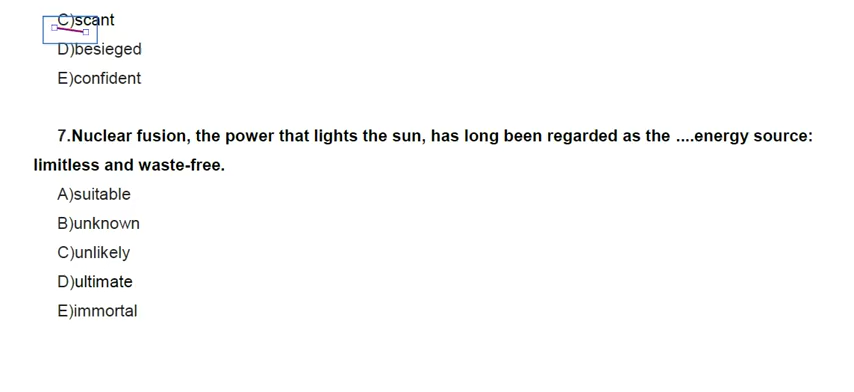 C)scant
D)besieged
E)confident
7.Nuclear fusion, the power that lights the sun, has long been regarded as the ....energy source:
limitless and waste-free.
A)suitable
B)unknown
C)unlikely
D)ultimate
E)immortal